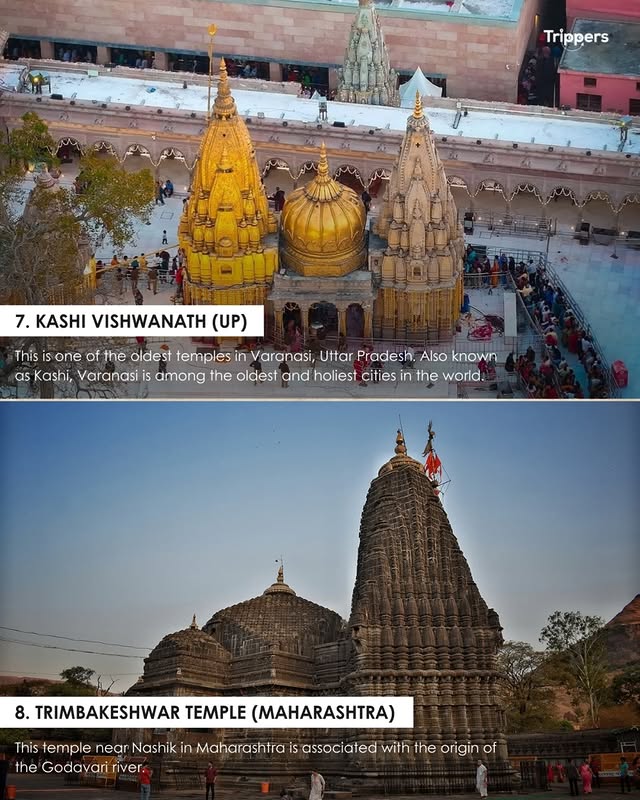 Trippers
7. KASHI VISHWANATH (UP)
This is one of the oldest temples in Varanasi, Uttar Pradesh. Also known
as Kashi, Varanasi is among the oldest and holiest cities in the world.
8. TRIMBAKESHWAR TEMPLE (MAHARASHTRA)
This temple near Nashik in Maharashtra is associated with the origin of
the Godavari river.